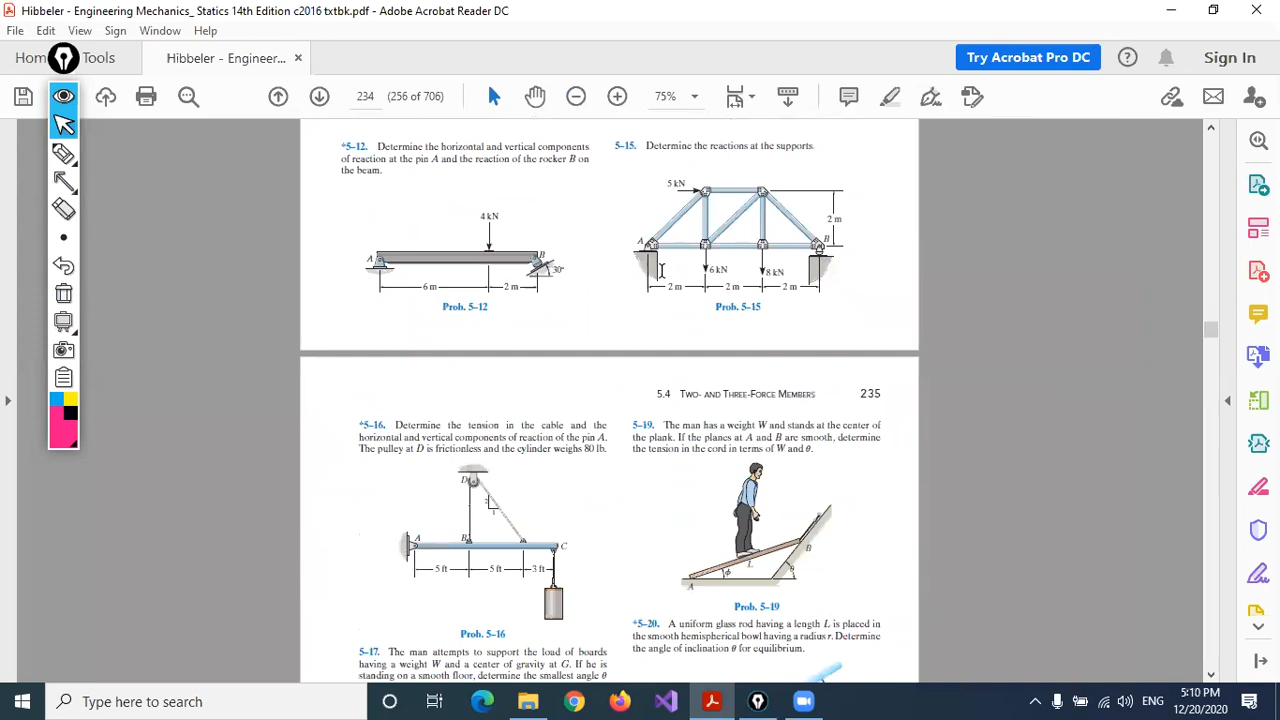 Hibbeler - Engineering Mechanics_ Statics 14th Edition c2016 txtbk.pdf - Adobe Acrobat Reader DC
File Edit View Sign Window Help
Hom Tools Hibbeler - Engineer... × Try Acrobat Pro DC Sign In
234 (256 of 706) 75%
*5–12. Determine the horizontal and vertical components
of reaction at the pin A and the reaction of the rocker B on
the beam.
4 kN
A
B
30°
6 m
2 m
Prob. 5–12
5–15. Determine the reactions at the supports.
5 kN
2 m
A
B
6 kN
8 kN
2 m
2 m
2 m
Prob. 5–15
5.4 TWO- AND THREE-FORCE MEMBERS 235
*5–16. Determine the tension in the cable and the
horizontal and vertical components of reaction of the pin A.
The pulley at D is frictionless and the cylinder weighs 80 lb.
D
2
1
A
B
C
5 ft
5 ft
3 ft
Prob. 5–16
5–17. The man attempts to support the load of boards
having a weight W and a center of gravity at G. If he is
standing on a smooth floor, determine the smallest angle θ
5–19. The man has a weight W and stands at the center of
the plank. If the planes at A and B are smooth, determine
the tension in the cord in terms of W and θ.
B
L
ϕ
θ
A
Prob. 5–19
*5–20. A uniform glass rod having a length L is placed in
the smooth hemispherical bowl having a radius r. Determine
the angle of inclination θ for equilibrium.
Type here to search
ENG
5:10 PM
12/20/2020